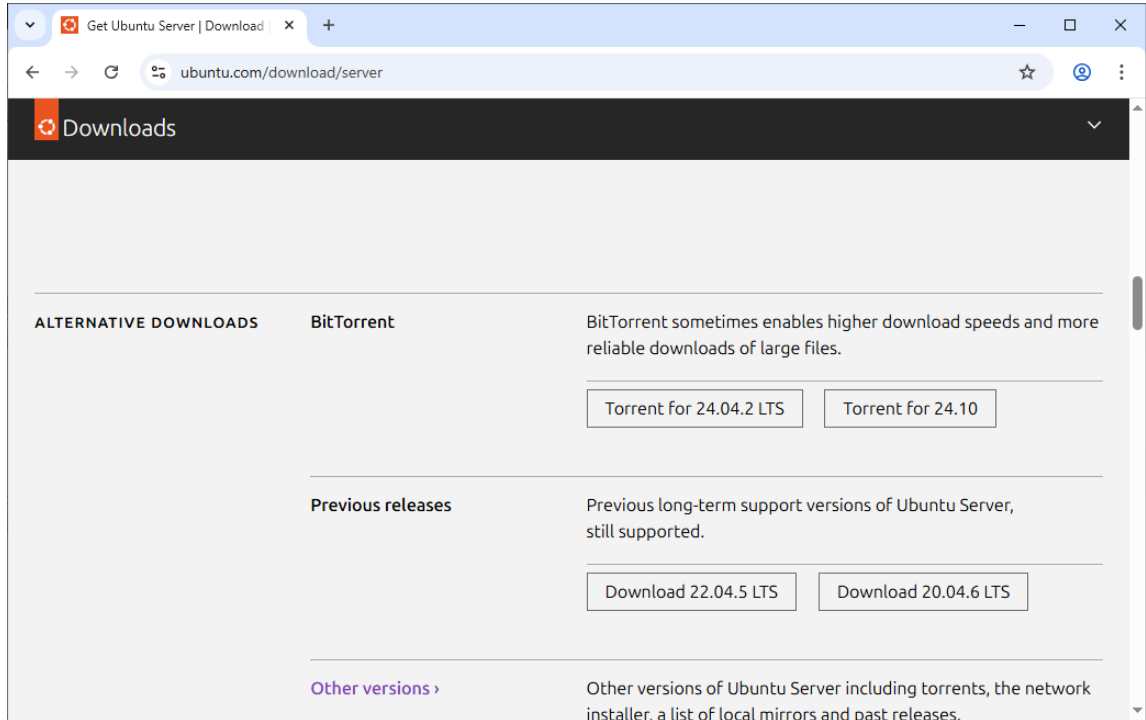 Get Ubuntu Server | Download
ubuntu.com/download/server
Downloads
ALTERNATIVE DOWNLOADS
BitTorrent
BitTorrent sometimes enables higher download speeds and more
reliable downloads of large files.
Torrent for 24.04.2 LTS
Torrent for 24.10
Previous releases
Previous long-term support versions of Ubuntu Server,
still supported.
Download 22.04.5 LTS
Download 20.04.6 LTS
Other versions ›
Other versions of Ubuntu Server including torrents, the network
installer, a list of local mirrors and past releases.